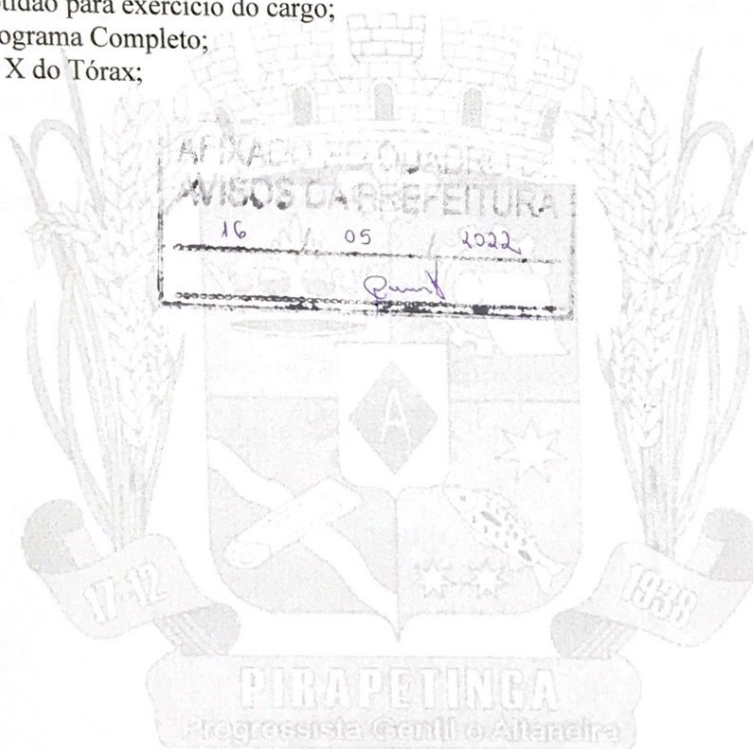 tidão para exercício do cargo;
ograma Completo;
X do Tórax;
AFIXADO NO QUADRO DE
AVISOS DA PREFEITURA
16 / 05 / 2022
A
17-12
1938
PIRAPETINGA
Progressista Gentil e Altaneira